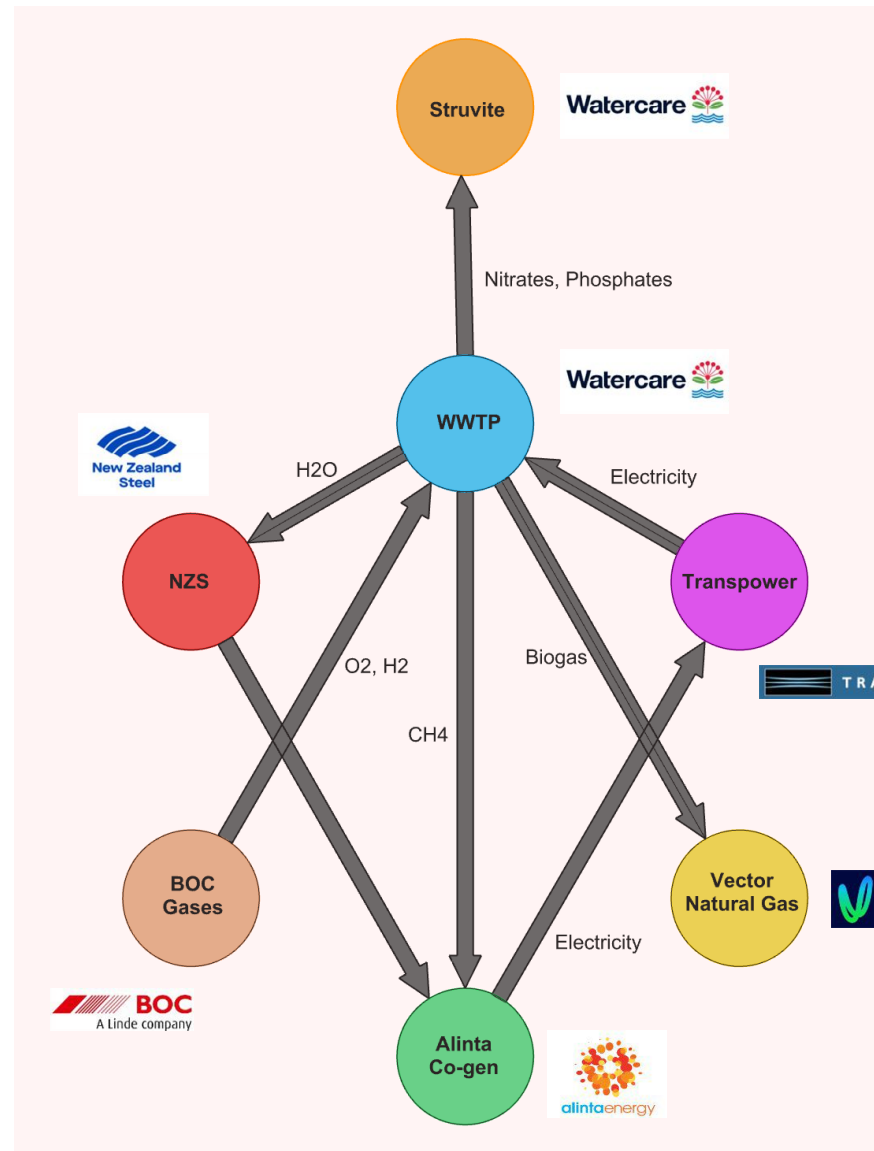 Struvite
Watercare
Nitrates, Phosphates
Watercare
WWTP
New Zealand
Steel
H2O
Electricity
NZS
Transpower
O2, H2
Biogas
TRA
CH4
BOC
Gases
Vector
Natural Gas
Electricity
BOC
A Linde company
Alinta
Co-gen
alintaenergy